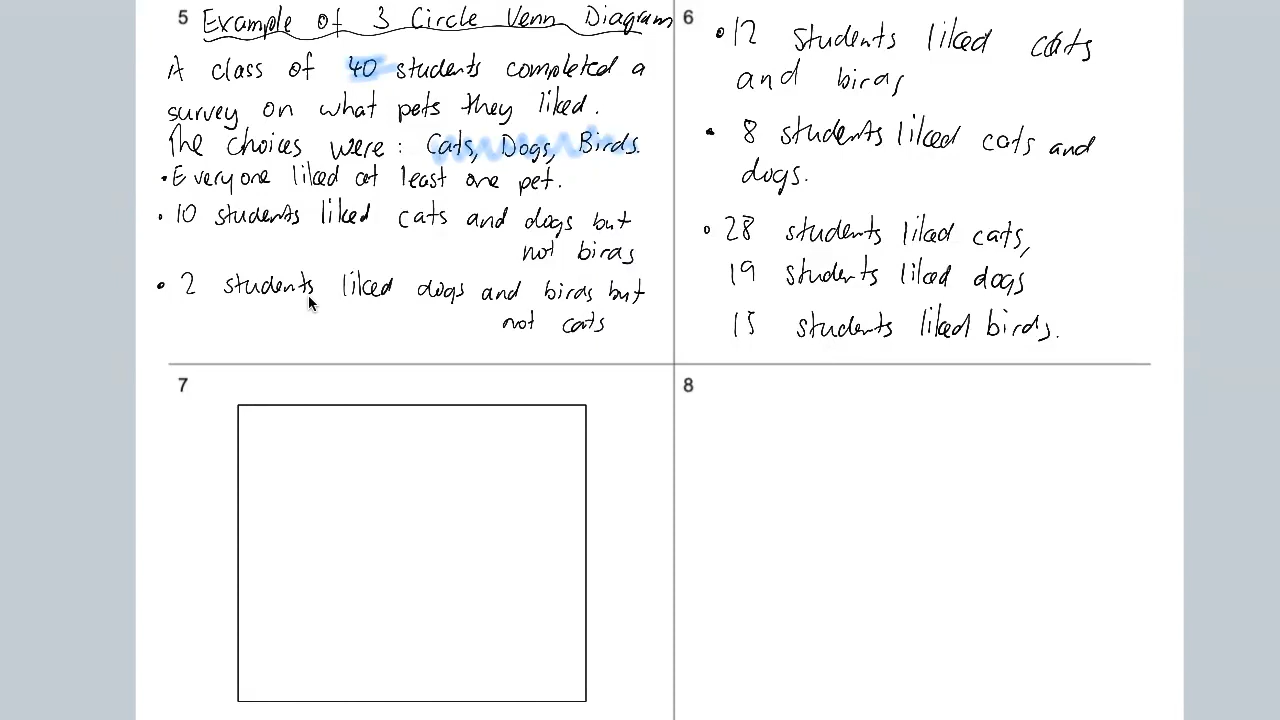 5 Example of 3 Circle Venn Diagram
A class of 40 students completed a
survey on what pets they liked.
The choices were: Cats, Dogs, Birds.
• Everyone liked at least one pet.
• 10 students liked cats and dogs but
not birds
• 2 students liked dogs and birds but
not cats
6
• 12 students liked cats
and birds
• 8 students liked cats and
dogs.
• 28 students liked cats,
19 students liked dogs
15 students liked birds.
7
8